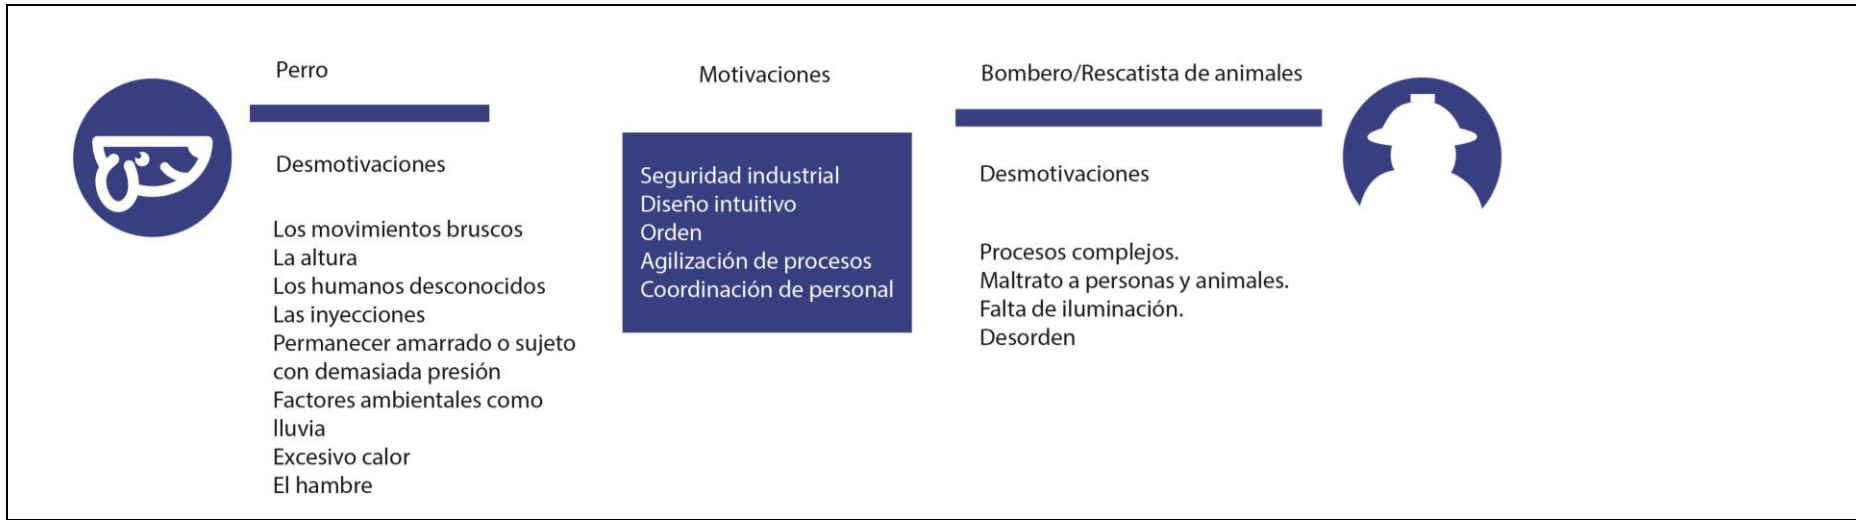 Perro
Desmotivaciones
Los movimientos bruscos
La altura
Los humanos desconocidos
Las inyecciones
Permanecer amarrado o sujeto
con demasiada presión
Factores ambientales como
lluvia
Excesivo calor
El hambre
Motivaciones
Seguridad industrial
Diseño intuitivo
Orden
Agilización de procesos
Coordinación de personal
Bombero/Rescatista de animales
Desmotivaciones
Procesos complejos.
Maltrato a personas y animales.
Falta de iluminación.
Desorden